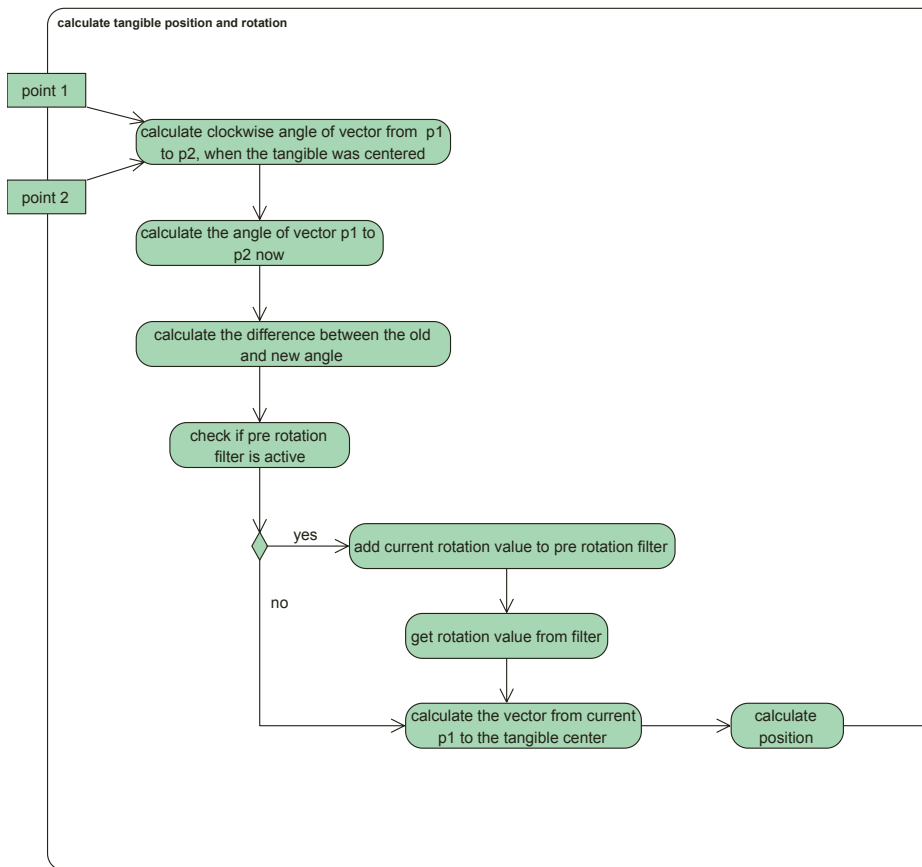 calculate tangible position and rotation
point 1
calculate clockwise angle of vector from p1
to p2, when the tangible was centered
point 2
calculate the angle of vector p1 to
p2 now
calculate the difference between the old
and new angle
check if pre rotation
filter is active
yes
add current rotation value to pre rotation filter
no
get rotation value from filter
calculate the vector from current
p1 to the tangible center
calculate
position